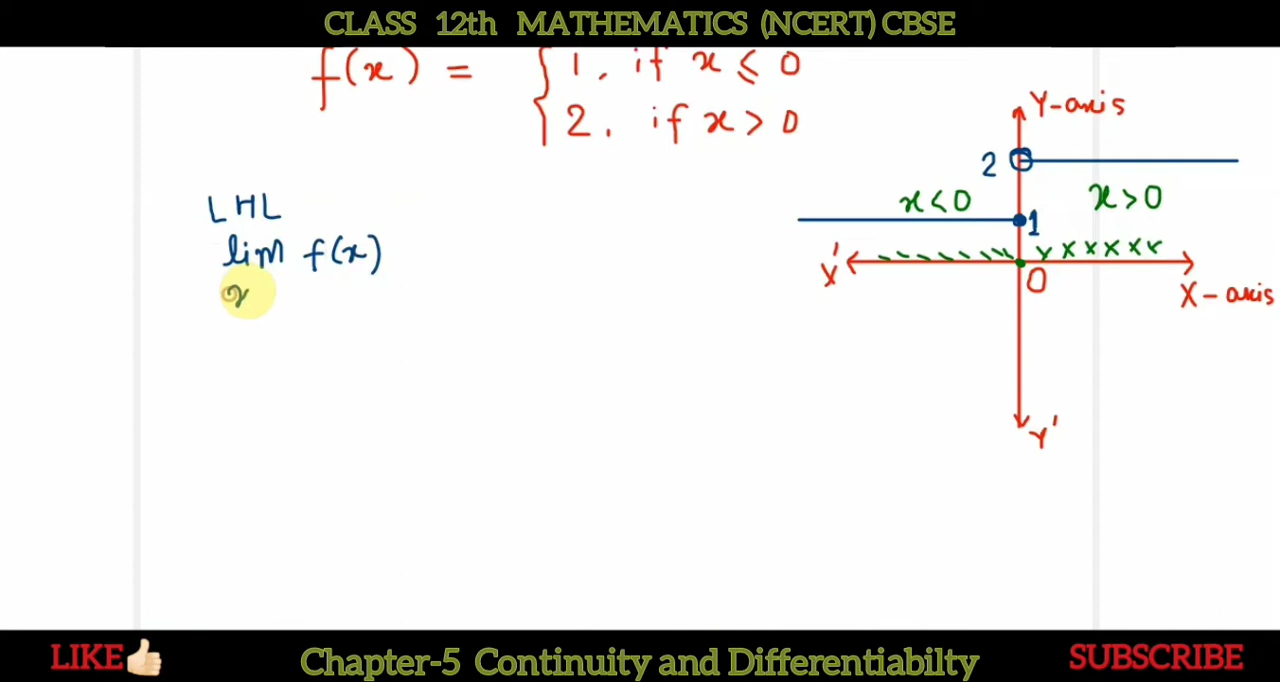 CLASS 12th MATHEMATICS (NCERT) CBSE
f(x) = { 1, if x ≤ 0
2, if x > 0
Y-axis
2
x < 0
x > 0
1
X'
O
X-axis
Y'
LHL
lim f(x)
x
LIKE
Chapter-5 Continuity and Differentiabilty
SUBSCRIBE